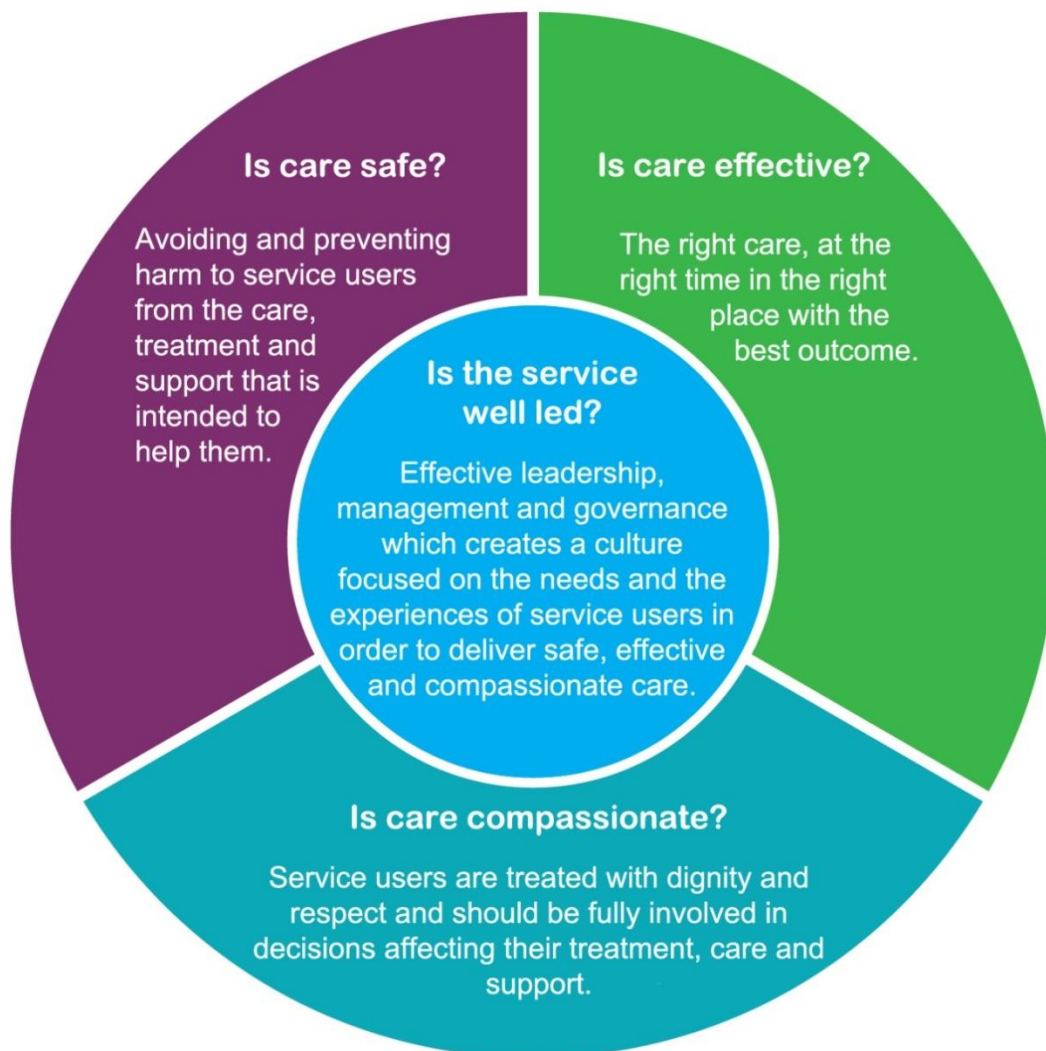 Is care safe?
Avoiding and preventing
harm to service users
from the care,
treatment and
support that is
intended to
help them.
Is care effective?
The right care, at the
right time in the right
place with the
best outcome.
Is the service
well led?
Effective leadership,
management and governance
which creates a culture
focused on the needs and the
experiences of service users in
order to deliver safe, effective
and compassionate care.
Is care compassionate?
Service users are treated with dignity and
respect and should be fully involved in
decisions affecting their treatment, care and
support.